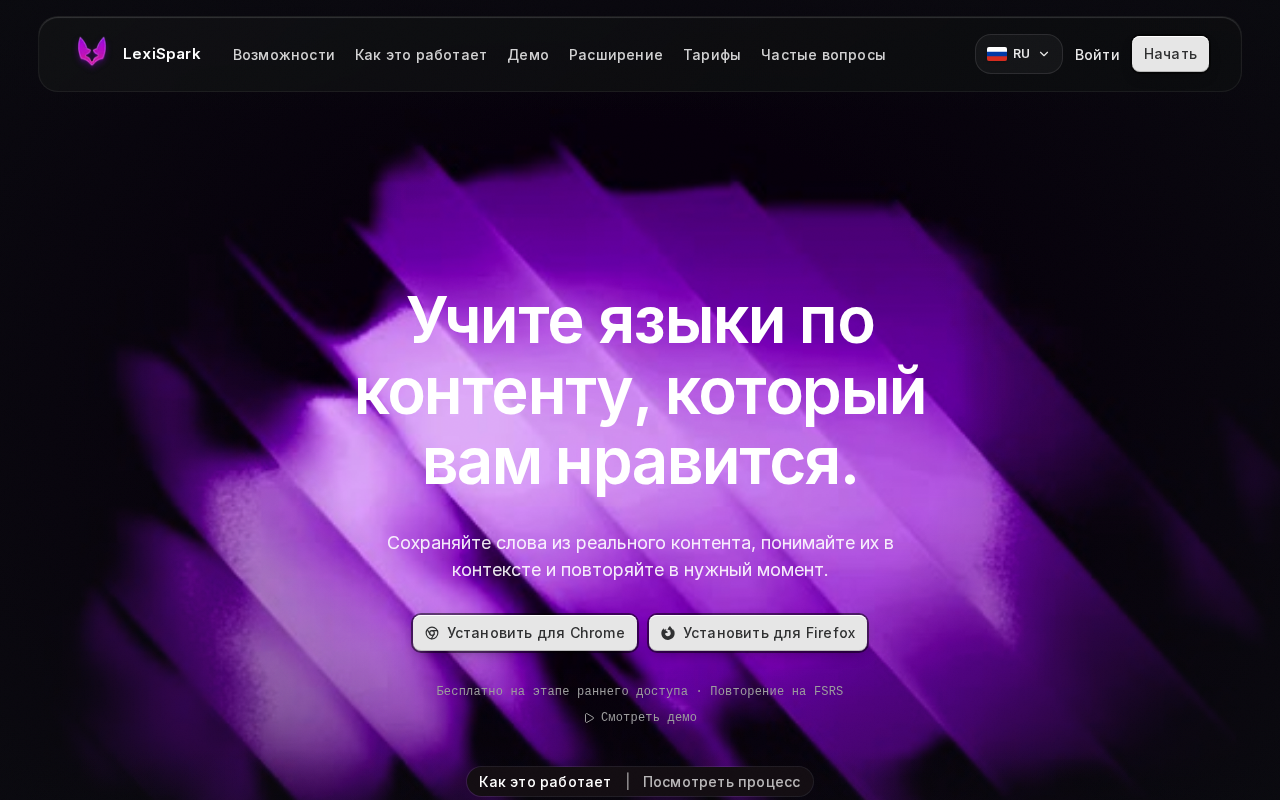 LexiSpark
Возможности
Как это работает
Демо
Расширение
Тарифы
Частые вопросы
RU
Войти
Начать
Учите языки по
контенту, который
вам нравится.
Сохраняйте слова из реального контента, понимайте их в
контексте и повторяйте в нужный момент.
Установить для Chrome
Установить для Firefox
Бесплатно на этапе раннего доступа · Повторение на FSRS
Смотреть демо
Как это работает | Посмотреть процесс